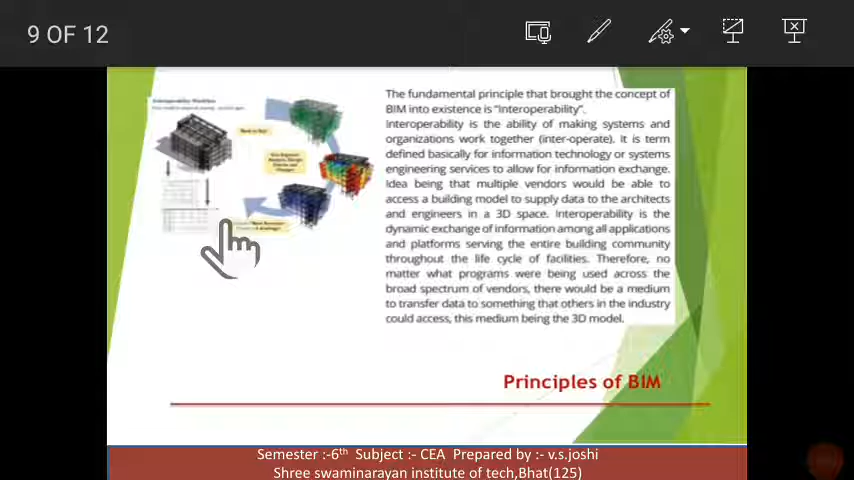 9 OF 12
Interoperability Workflow
The fundamental principle that brought the concept of
BIM into existence is "Interoperability".
Interoperability is the ability of making systems and
organizations work together (inter-operate). It is term
defined basically for information technology or systems
engineering services to allow for information exchange.
Idea being that multiple vendors would be able to
access a building model to supply data to the architects
and engineers in a 3D space. Interoperability is the
dynamic exchange of information among all applications
and platforms serving the entire building community
throughout the life cycle of facilities. Therefore, no
matter what programs were being used across the
broad spectrum of vendors, there would be a medium
to transfer data to something that others in the industry
could access, this medium being the 3D model.
Principles of BIM
Semester :-6th Subject :- CEA Prepared by :- v.s.joshi
Shree swaminarayan institute of tech,Bhat(125)